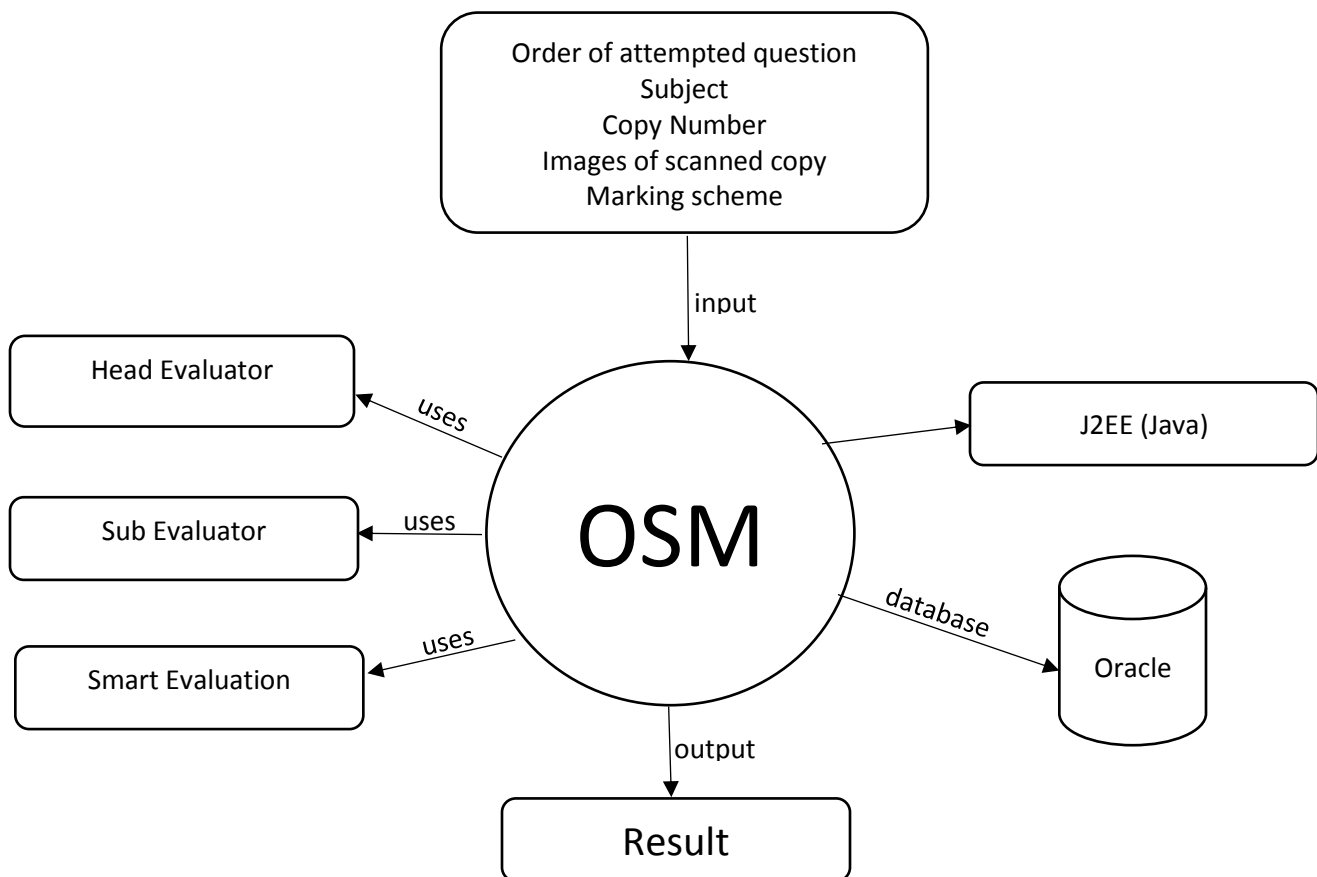 Order of attempted question
Subject
Copy Number
Images of scanned copy
Marking scheme
input
Head Evaluator
uses
J2EE (Java)
Sub Evaluator
uses
OSM
database
Oracle
Smart Evaluation
uses
output
Result